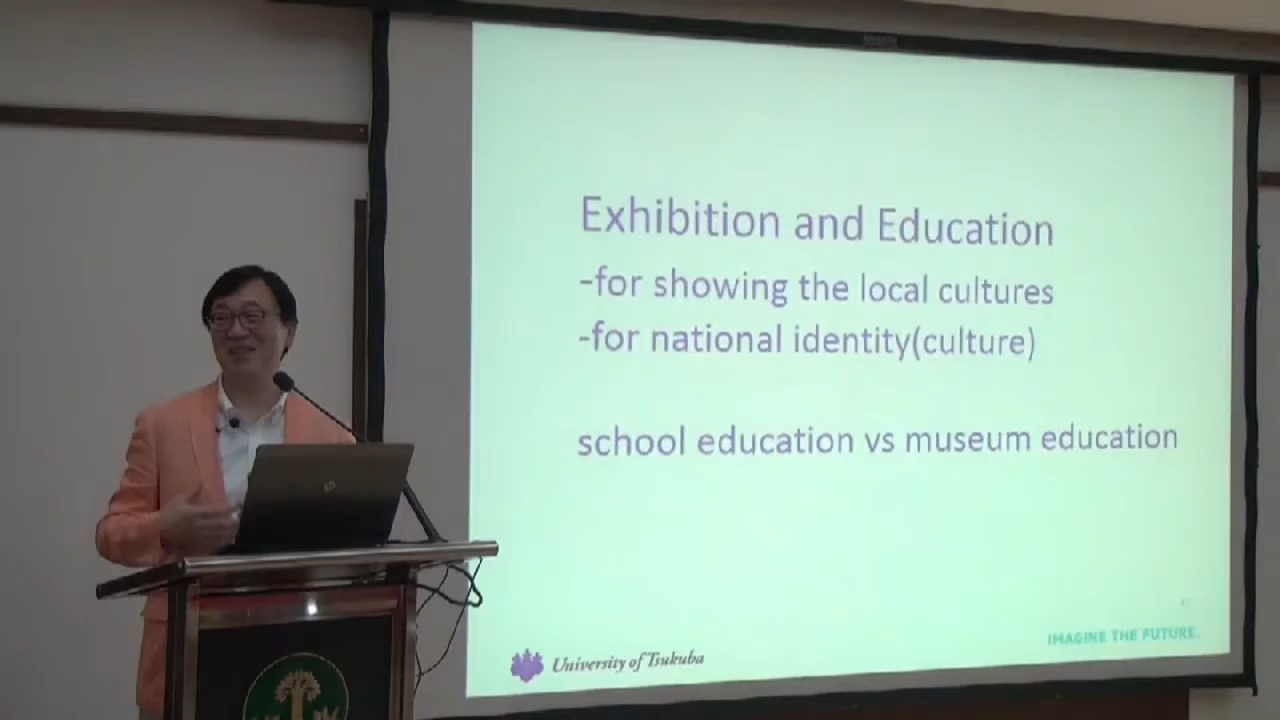 Exhibition and Education
-for showing the local cultures
-for national identity(culture)
school education vs museum education
University of Tsukuba
IMAGINE THE FUTURE.
hp